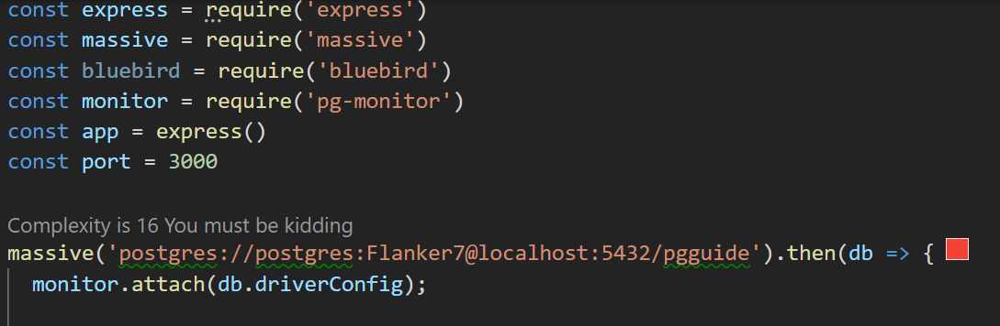 const express = require('express')
const massive = require('massive')
const bluebird = require('bluebird')
const monitor = require('pg-monitor')
const app = express()
const port = 3000
Complexity is 16 You must be kidding
massive('postgres://postgres:Flanker7@localhost:5432/pgguide').then(db => {
monitor.attach(db.driverConfig);